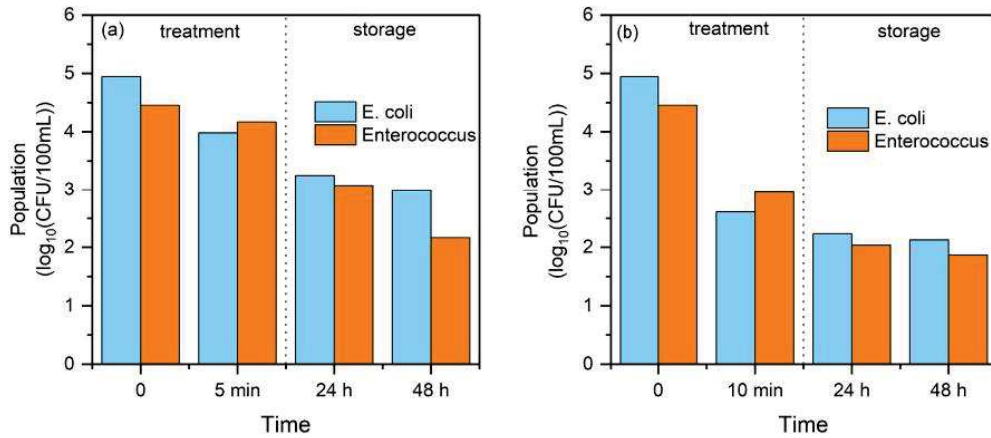 (a) treatment storage
E. coli
Enterococcus
Population
(log₁₀(CFU/100mL))
6
5
4
3
2
1
0
0 5 min 24 h 48 h
Time
(b) treatment storage
E. coli
Enterococcus
Population
(log₁₀(CFU/100mL))
6
5
4
3
2
1
0
0 10 min 24 h 48 h
Time